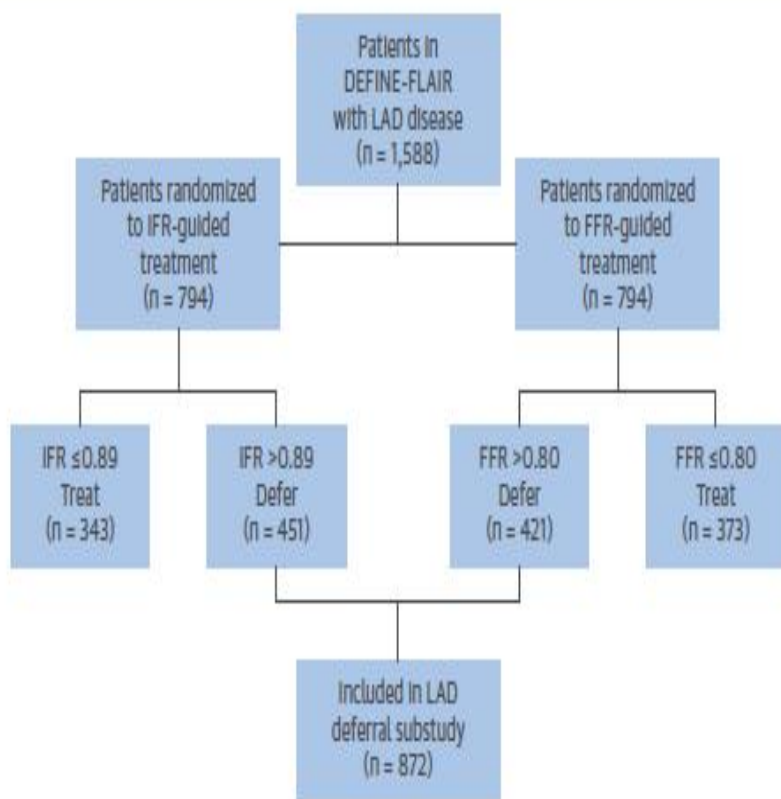 Patients in
DEFINE-FLAIR
with LAD disease
(n = 1,588)
Patients randomized
to iFR-guided
treatment
(n = 794)
Patients randomized
to FFR-guided
treatment
(n = 794)
iFR ≤0.89
Treat
(n = 343)
iFR >0.89
Defer
(n = 451)
FFR >0.80
Defer
(n = 421)
FFR ≤0.80
Treat
(n = 373)
Included in LAD
deferral substudy
(n = 872)